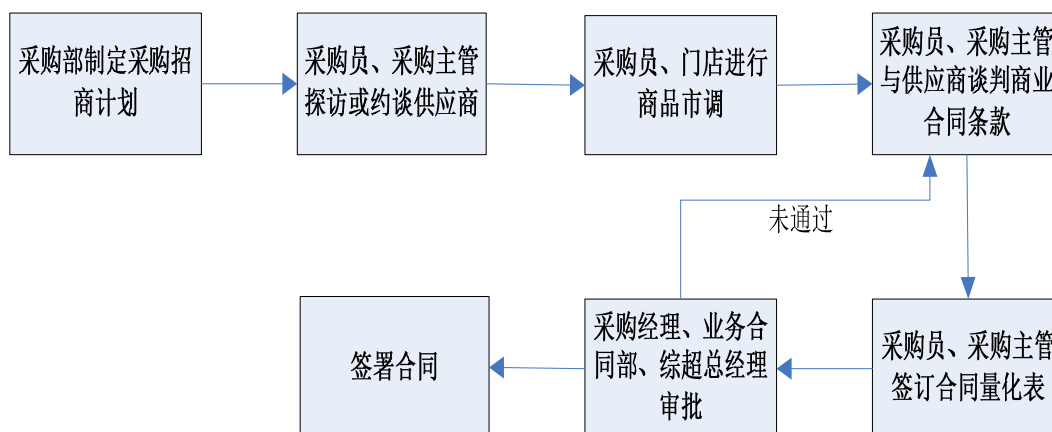 采购部制定采购招
商计划
采购员、采购主管
探访或约谈供应商
采购员、门店进行
商品市调
采购员、采购主管
与供应商谈判商业
合同条款
未通过
采购员、采购主管
签订合同量化表
采购经理、业务合
同部、综超总经理
审批
签署合同